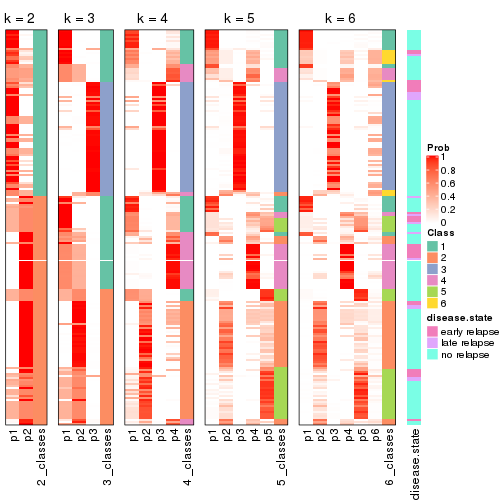 k = 2
k = 3
k = 4
k = 5
k = 6
Prob
1
0.8
0.6
0.4
0.2
0
Class
1
2
3
4
5
6
disease.state
early relapse
late relapse
no relapse
p1
p2
2_classes
p1
p2
p3
3_classes
p1
p2
p3
p4
4_classes
p1
p2
p3
p4
p5
5_classes
p1
p2
p3
p4
p5
p6
6_classes
disease.state